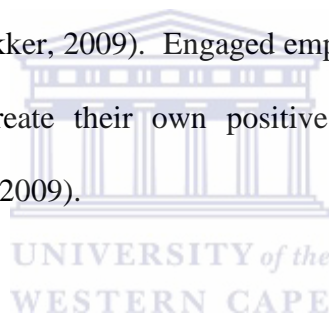 kker, 2009). Engaged emp
reate their own positive
2009).
UNIVERSITY of the
WESTERN CAPE